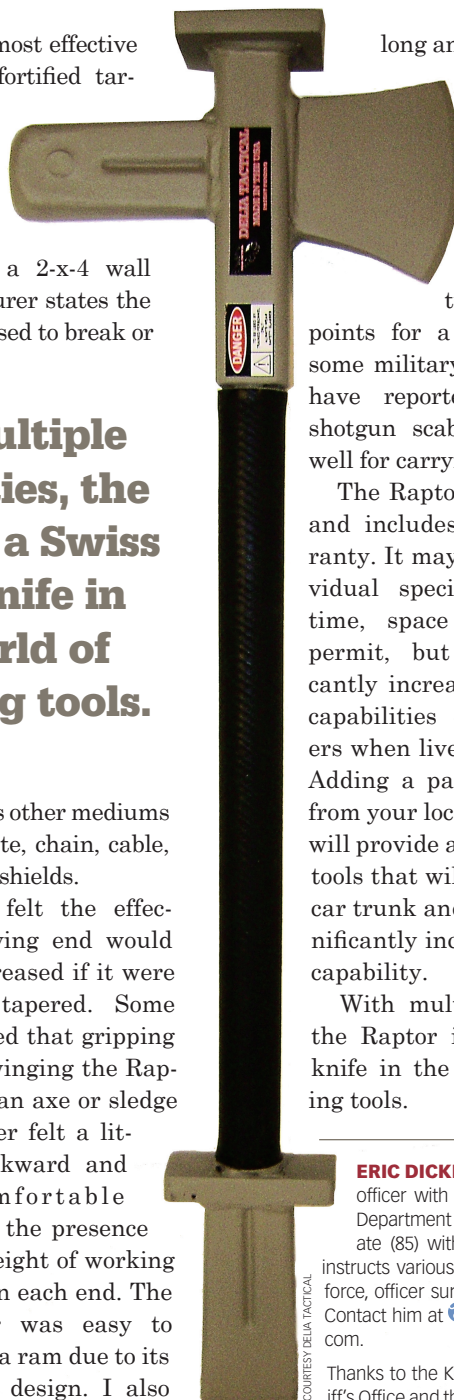 most effective
fortified tar-
a 2-x-4 wall
urer states the
sed to break or
ultiple
ies, the
a Swiss
nife in
rld of
g tools.
s other mediums
te, chain, cable,
shields.
felt the effec-
ving end would
reased if it were
tapered. Some
ed that gripping
winging the Rap-
an axe or sledge
er felt a lit-
kward and
mfortable
the presence
eight of working
n each end. The
r was easy to
a ram due to its
design. I also
DELIA TACTICAL
MADE IN THE USA
DANGER
long an
t
points for a
some military
have reporte
shotgun scab
well for carry
The Raptor
and includes
ranty. It may
vidual speci
time, space
permit, but
cantly increa
capabilities
ers when live
Adding a pa
from your loc
will provide a
tools that wil
car trunk and
nificantly inc
capability.
With mult
the Raptor i
knife in the
ing tools.
COURTESY DELIA TACTICAL
ERIC DICKI
officer with
Department
ate (85) with
instructs various
force, officer sur
Contact him at
com.
Thanks to the K
iff's Office and th